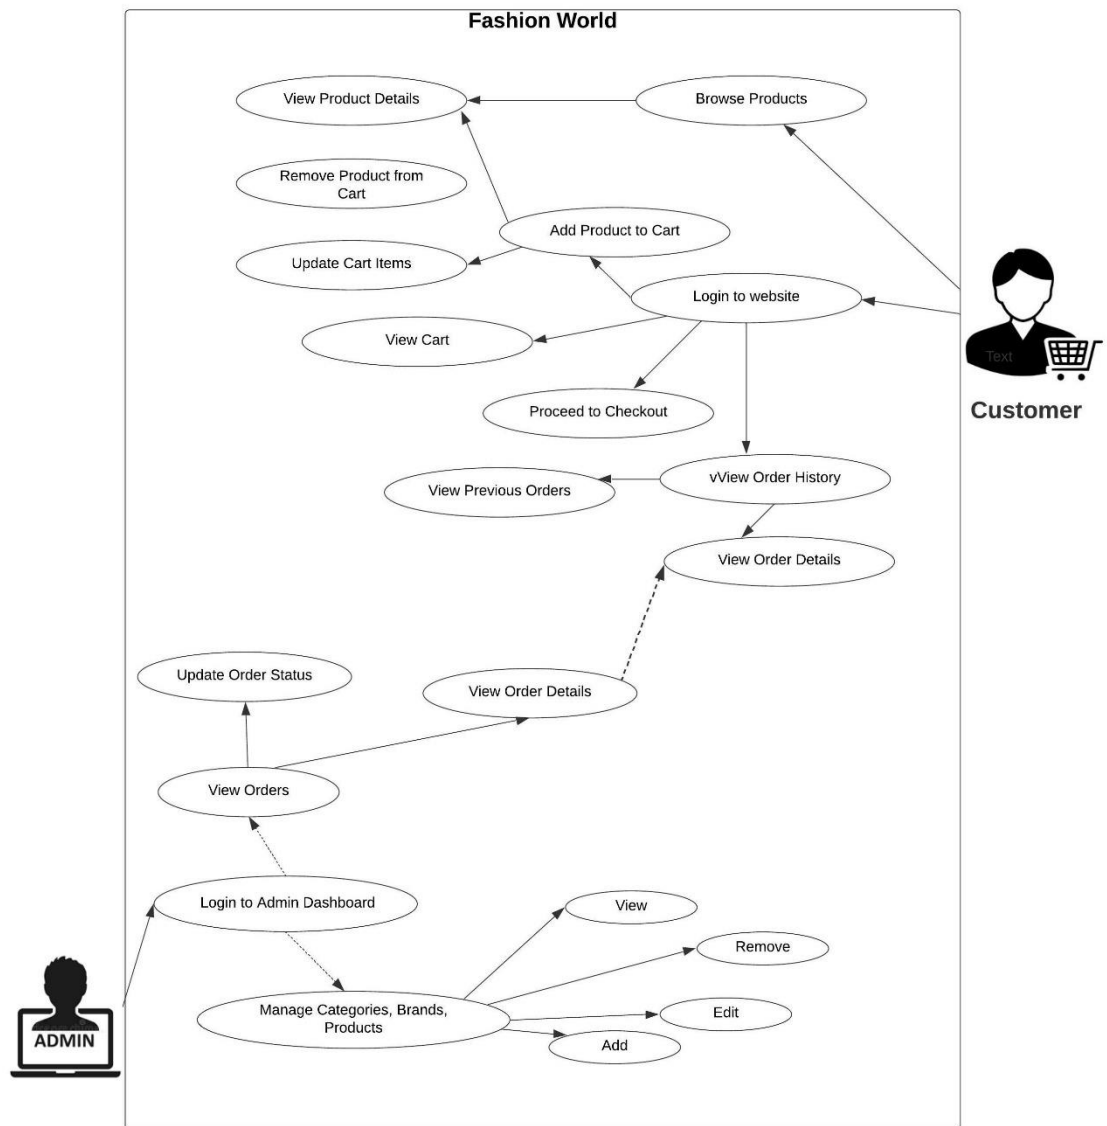 Fashion World
View Product Details
Browse Products
Remove Product from
Cart
Add Product to Cart
Update Cart Items
Login to website
View Cart
Text
Proceed to Checkout
Customer
vView Order History
View Previous Orders
View Order Details
Update Order Status
View Order Details
View Orders
Login to Admin Dashboard
View
Remove
Manage Categories, Brands,
Products
Edit
ADMIN
Add